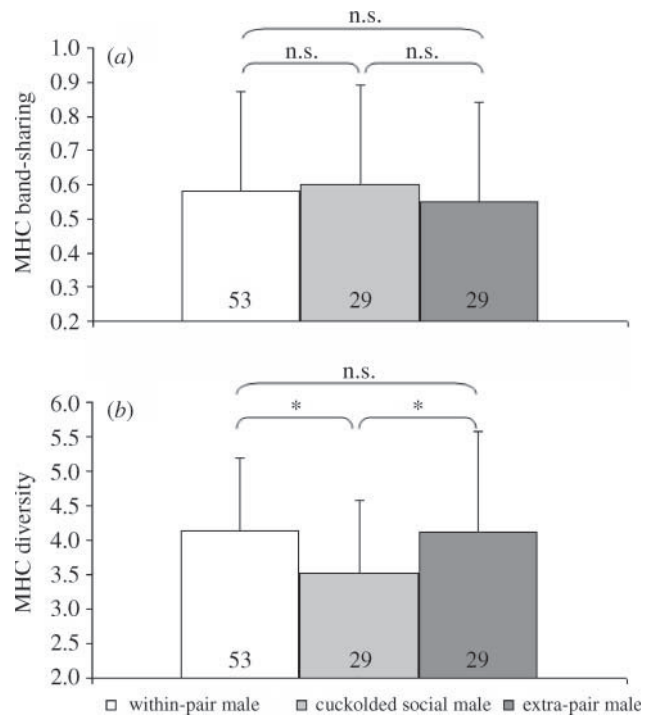 n.s.
n.s. n.s.
(a)
MHC band-sharing
1.0
0.9
0.8
0.7
0.6
0.5
0.4
0.3
0.2
53 29 29
n.s.
* *
(b)
MHC diversity
6.0
5.5
5.0
4.5
4.0
3.5
3.0
2.5
2.0
53 29 29
within-pair male cuckolded social male extra-pair male